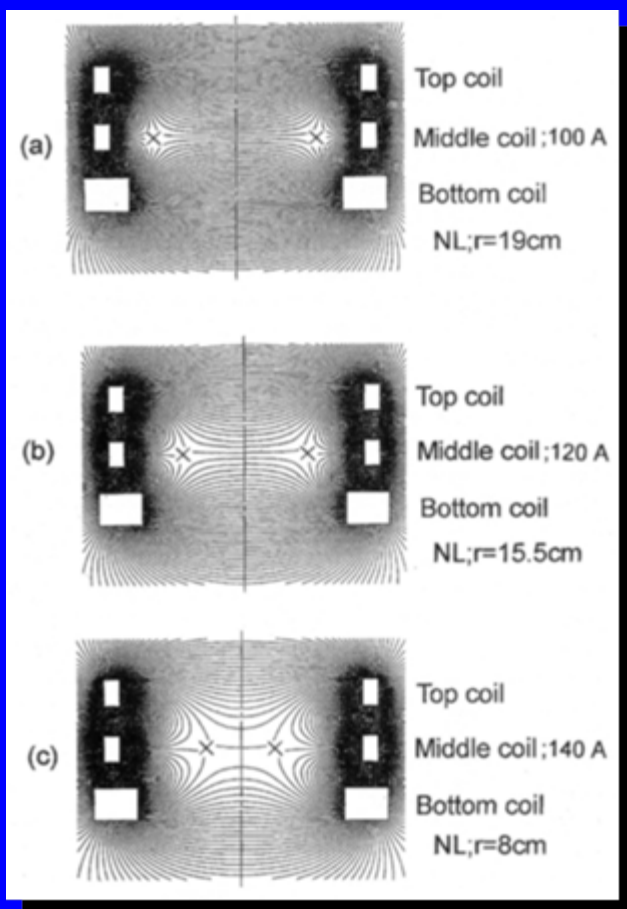 (a)
Top coil
Middle coil ;100 A
Bottom coil
NL;r=19cm
(b)
Top coil
Middle coil ;120 A
Bottom coil
NL;r=15.5cm
(c)
Top coil
Middle coil ;140 A
Bottom coil
NL;r=8cm